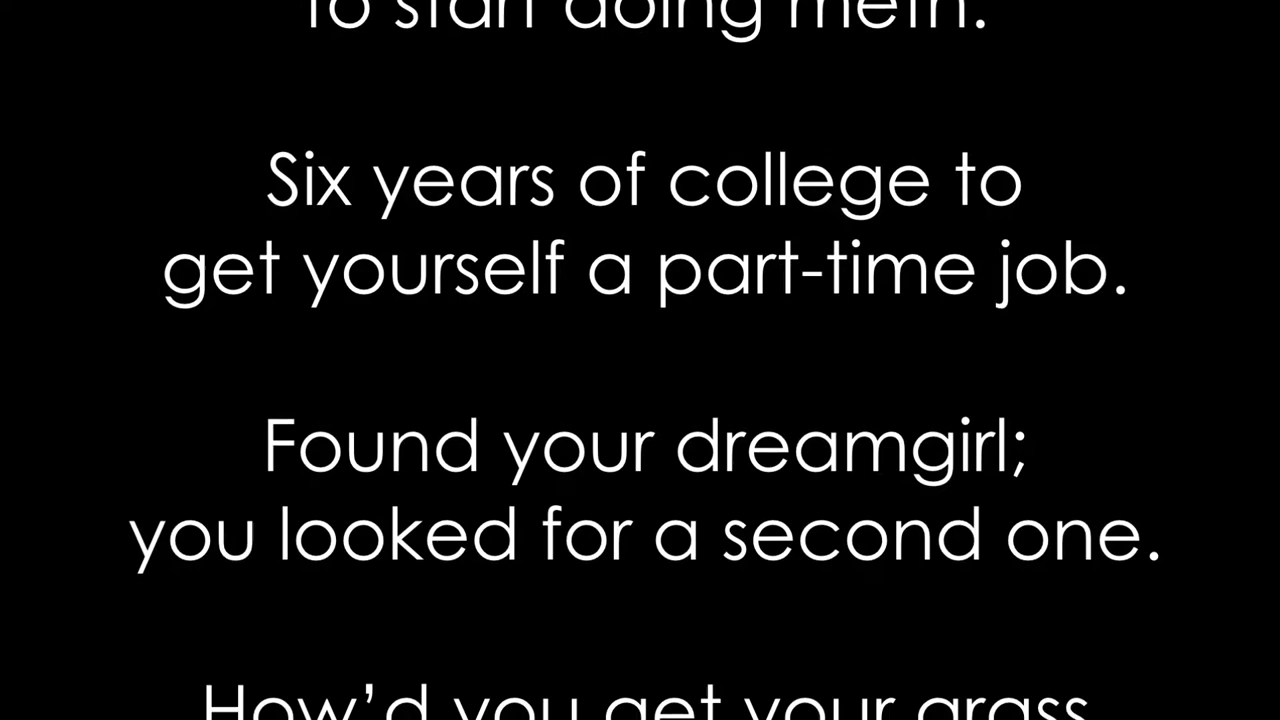 to start doing meth.
Six years of college to
get yourself a part-time job.
Found your dreamgirl;
you looked for a second one.
How’d you get your grass